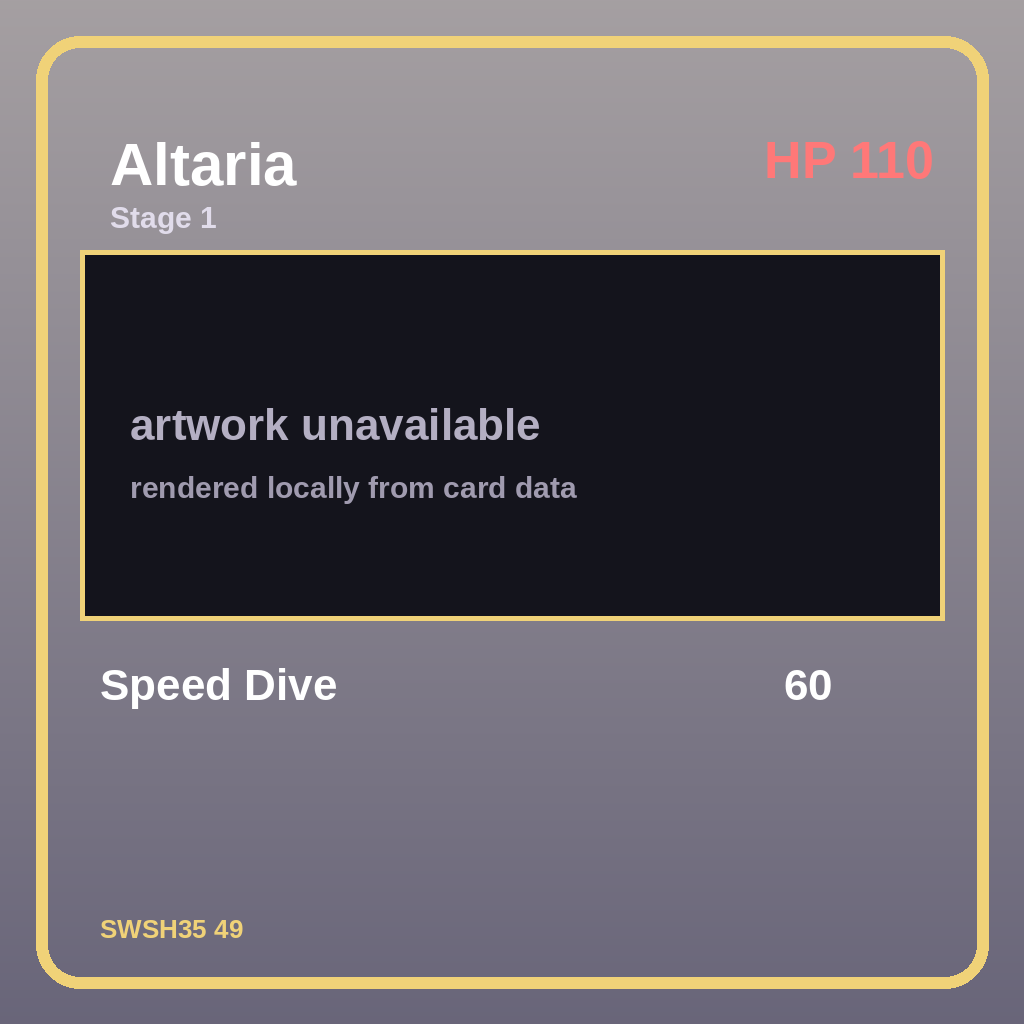 Altaria
HP 110
Stage 1
artwork unavailable
rendered locally from card data
Speed Dive 60
SWSH35 49